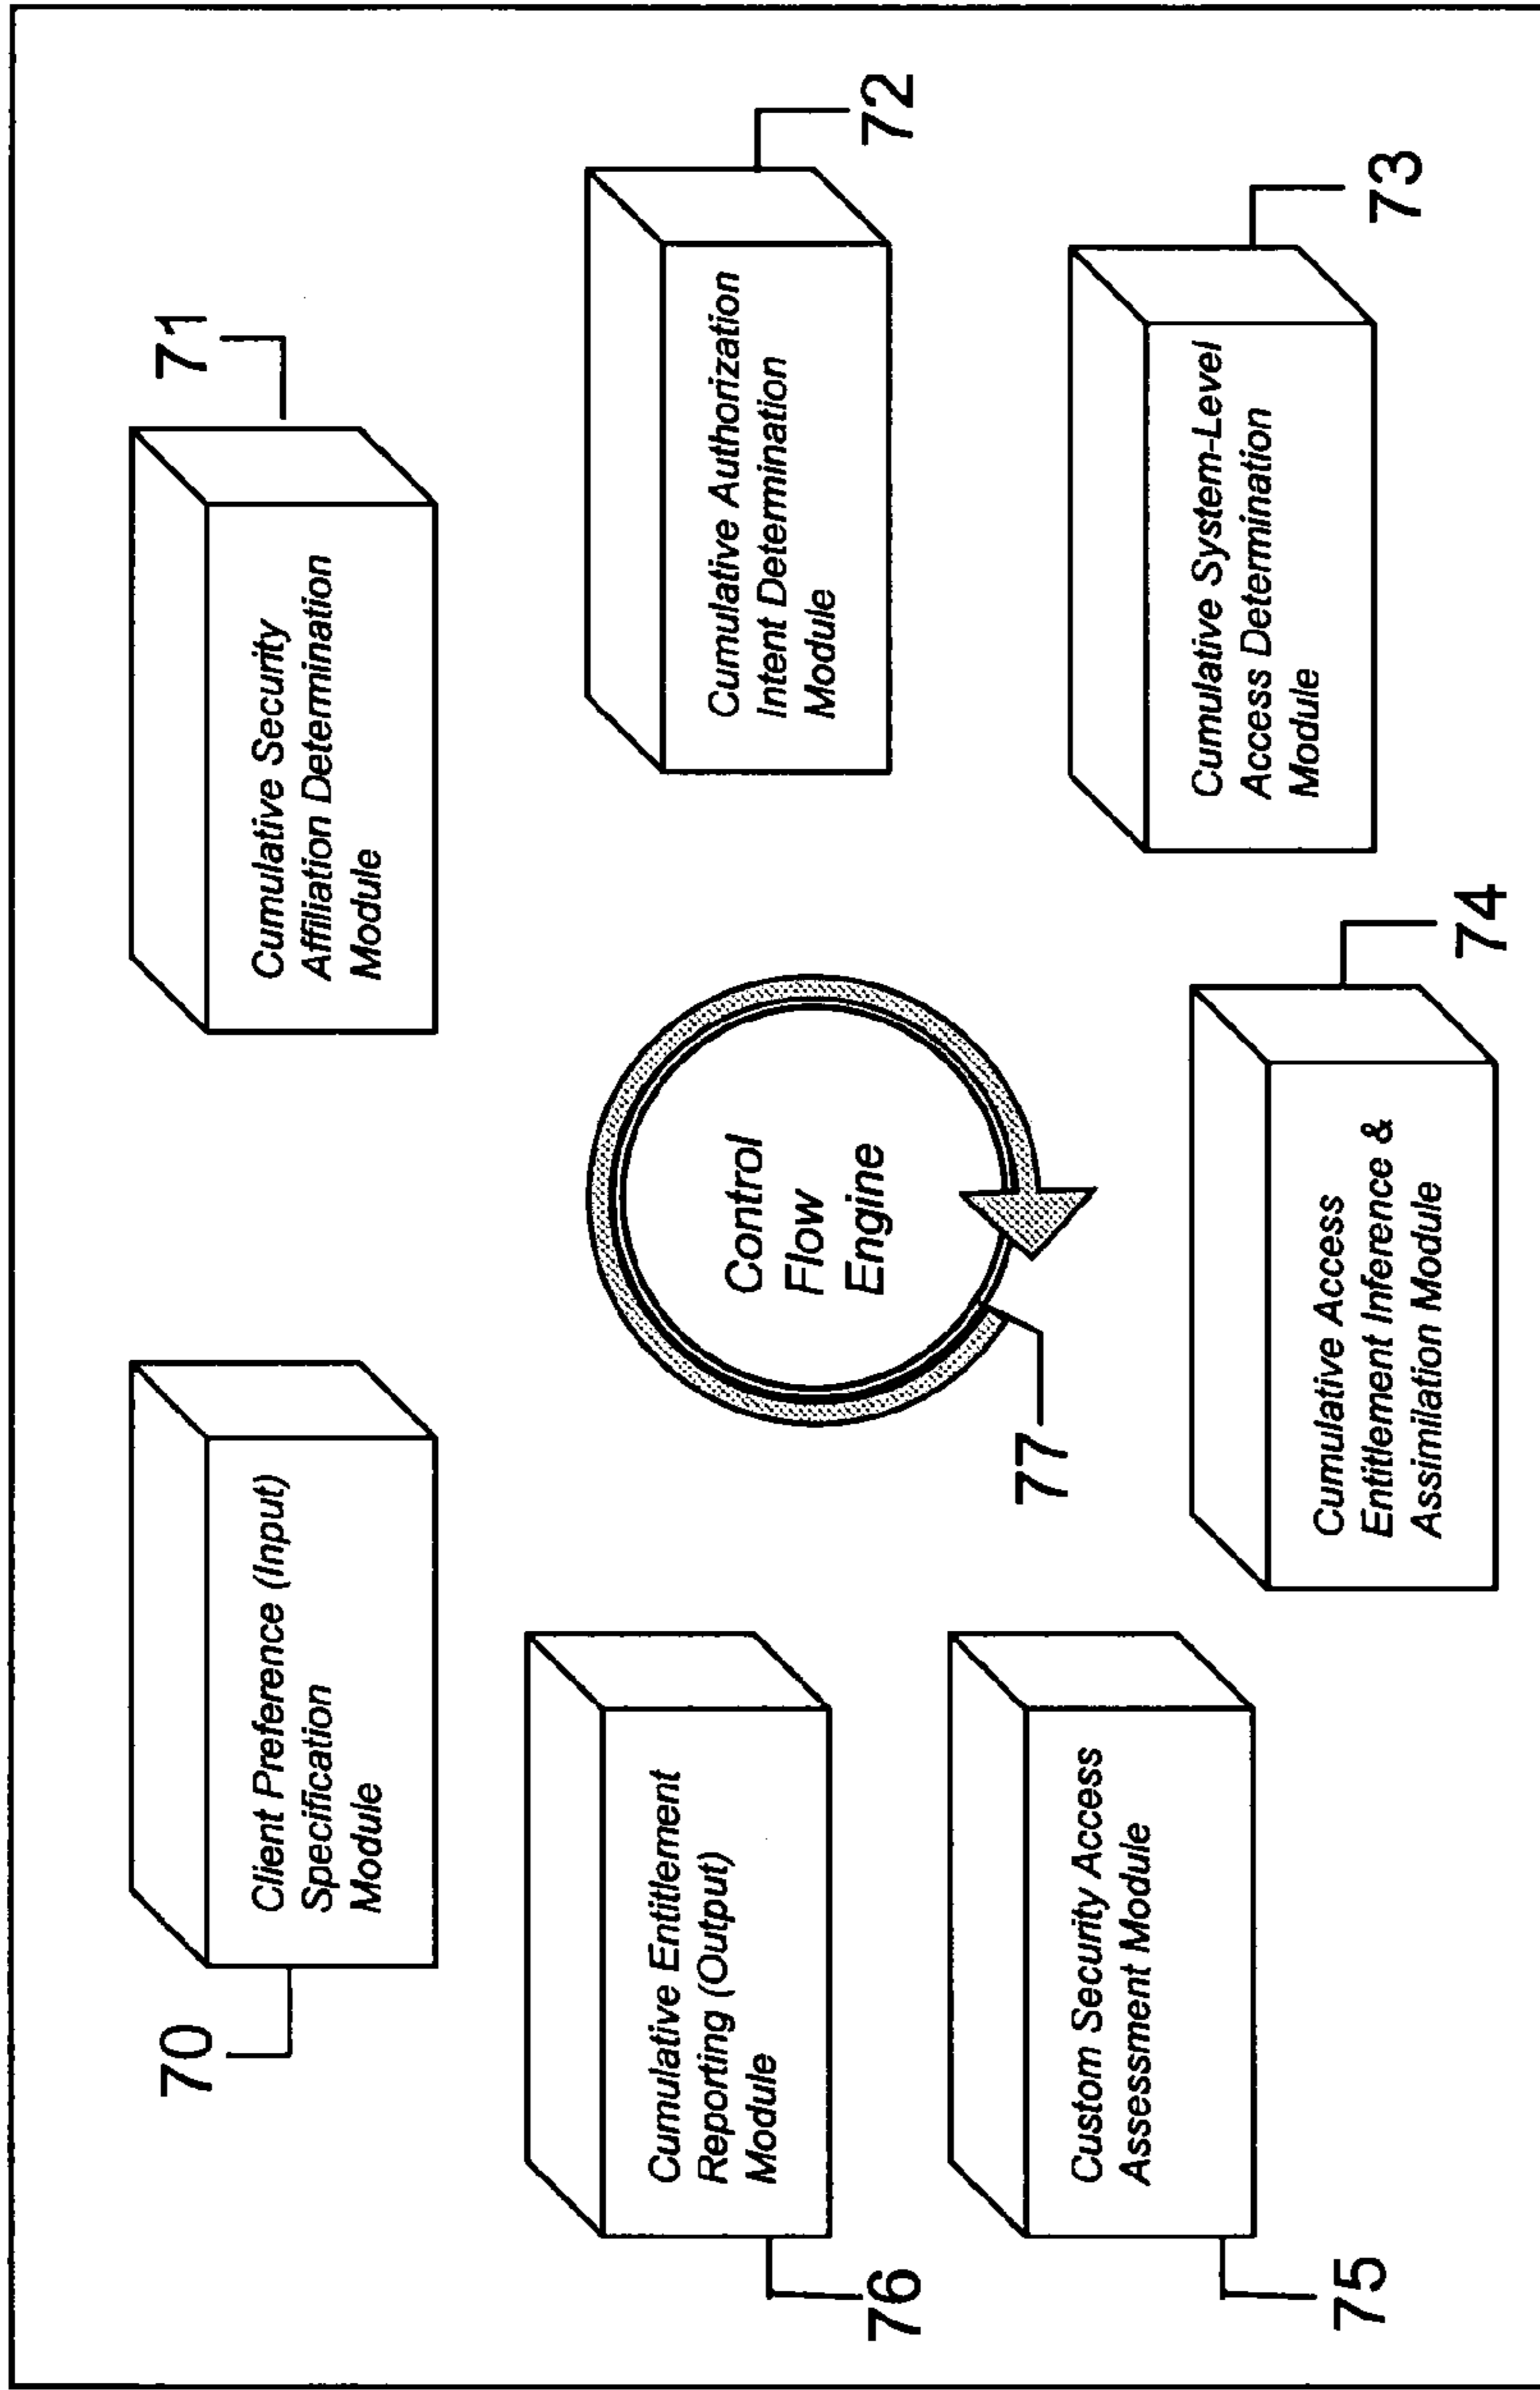 70
Client Preference (Input)
Specification
Module
Cumulative Security
Affiliation Determination
Module
71
Cumulative Entitlement
Reporting (Output)
Module
76
Control
Flow
Engine
77
Cumulative Authorization
Intent Determination
Module
72
Custom Security Access
Assessment Module
75
Cumulative Access
Entitlement Inference &
Assimilation Module
74
Cumulative System-Level
Access Determination
Module
73